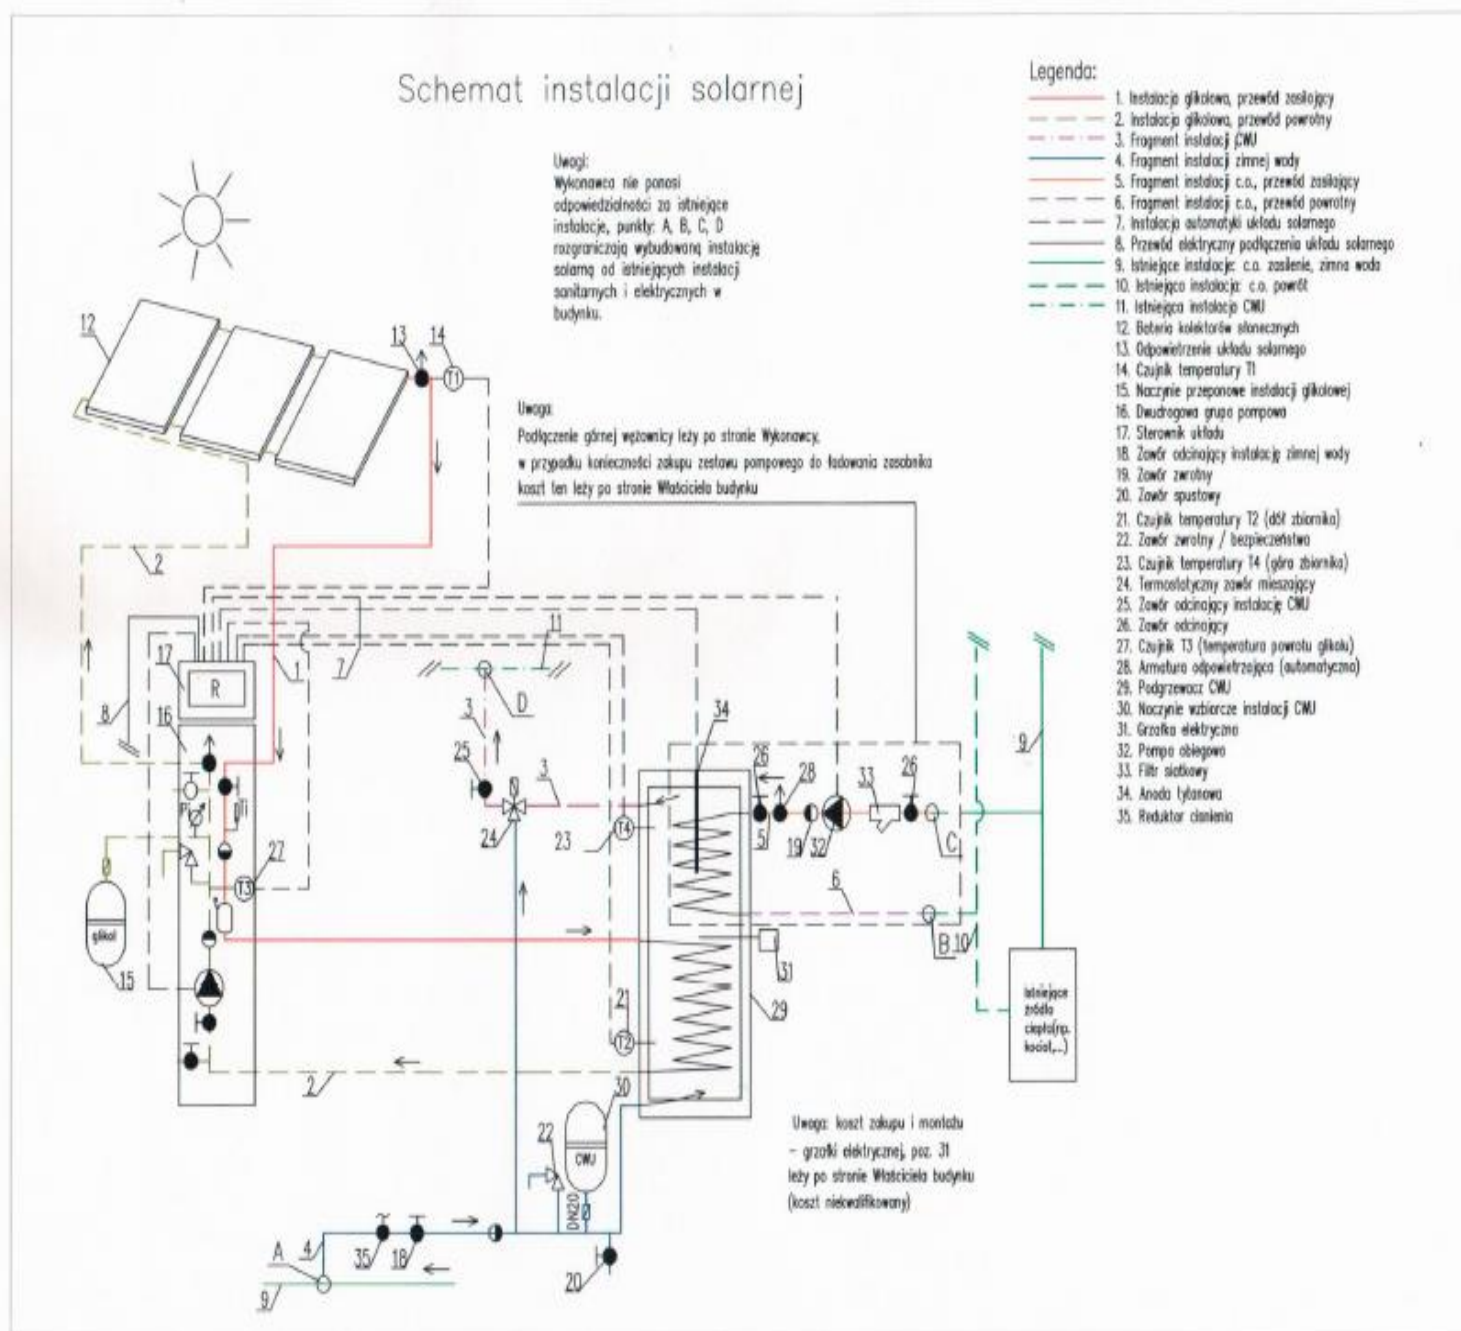 Schemat instalacji solarnej
Uwagi:
Wykonawca nie ponosi
odpowiedzialności za istniejące
instalacje, punkty: A, B, C, D
rozgraniczają wybudowaną instalację
solarną od istniejących instalacji
sanitarnych i elektrycznych w
budynku.
Legenda:
1. Instalacja glikolowa, przewód zasilający
2. Instalacja glikolowa, przewód powrotny
3. Fragment instalacji CWU
4. Fragment instalacji zimnej wody
5. Fragment instalacji c.o., przewód zasilający
6. Fragment instalacji c.o., przewód powrotny
7. Instalacja automatyki układu solarnego
8. Przewód elektryczny podłączenia układu solarnego
9. Istniejące instalacje: c.o. zasilenie, zimna woda
10. Istniejąca instalacja: c.o. powrót
11. Istniejąca instalacja CWU
12. Bateria kolektorów słonecznych
13. Odpowietrzenie układu solarnego
14. Czujnik temperatury T1
15. Naczynie przeponowe instalacji glikolowej
16. Dwudrogowa grupa pompowa
17. Sterownik układu
18. Zawór odcinający instalację zimnej wody
19. Zawór zwrotny
20. Zawór spustowy
21. Czujnik temperatury T2 (dół zbiornika)
22. Zawór zwrotny / bezpieczeństwa
23. Czujnik temperatury T4 (góra zbiornika)
24. Termostatyczny zawór mieszający
25. Zawór odcinający instalację CWU
26. Zawór odcinający
27. Czujnik T3 (temperatura powrotu glikolu)
28. Armatura odpowietrzająca (automatyczna)
29. Podgrzewacz CWU
30. Naczynie wzbiorcze instalacji CWU
31. Grzałka elektryczna
32. Pompa obiegowa
33. Filtr siatkowy
34. Anoda tytanowa
35. Reduktor ciśnienia
12
13
14
T1
Uwaga:
Podłączenie górnej wężownicy leży po stronie Wykonawcy,
w przypadku konieczności zakupu zestawu pompowego do ładowania zasobnika
koszt ten leży po stronie Właściciela budynku
2
17
R
1
7
11
8
16
3
D
34
9
25
3
26
28
33
26
Pi
Ti
24
23
T4
5
19
32
C
27
T3
6
glikol
B
10
15
31
21
29
T2
Istniejące
źródło
ciepła(np.
kocioł,...)
2
30
22
CWU
DN20
Uwaga: koszt zakupu i montażu
- grzałki elektrycznej, poz. 31
leży po stronie Właściciela budynku
(koszt niekwalifikowany)
A
4
35
18
20
9